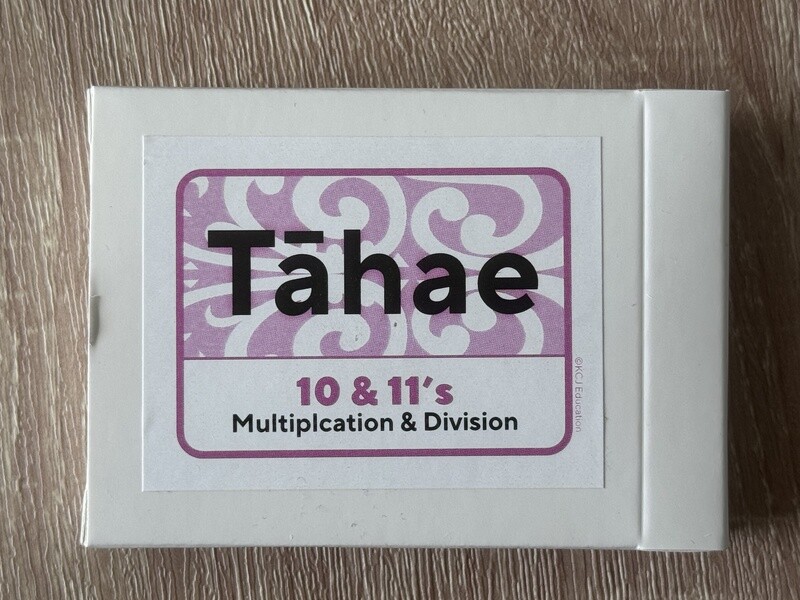 Tāhae
10 & 11's
Multiplcation & Division
©KCJ Education